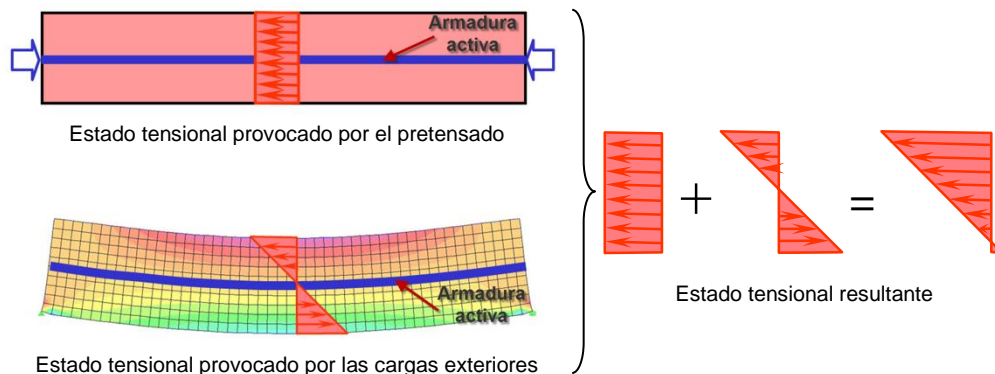 Armadura
activa
Estado tensional provocado por el pretensado
+
=
Armadura
activa
Estado tensional resultante
Estado tensional provocado por las cargas exteriores